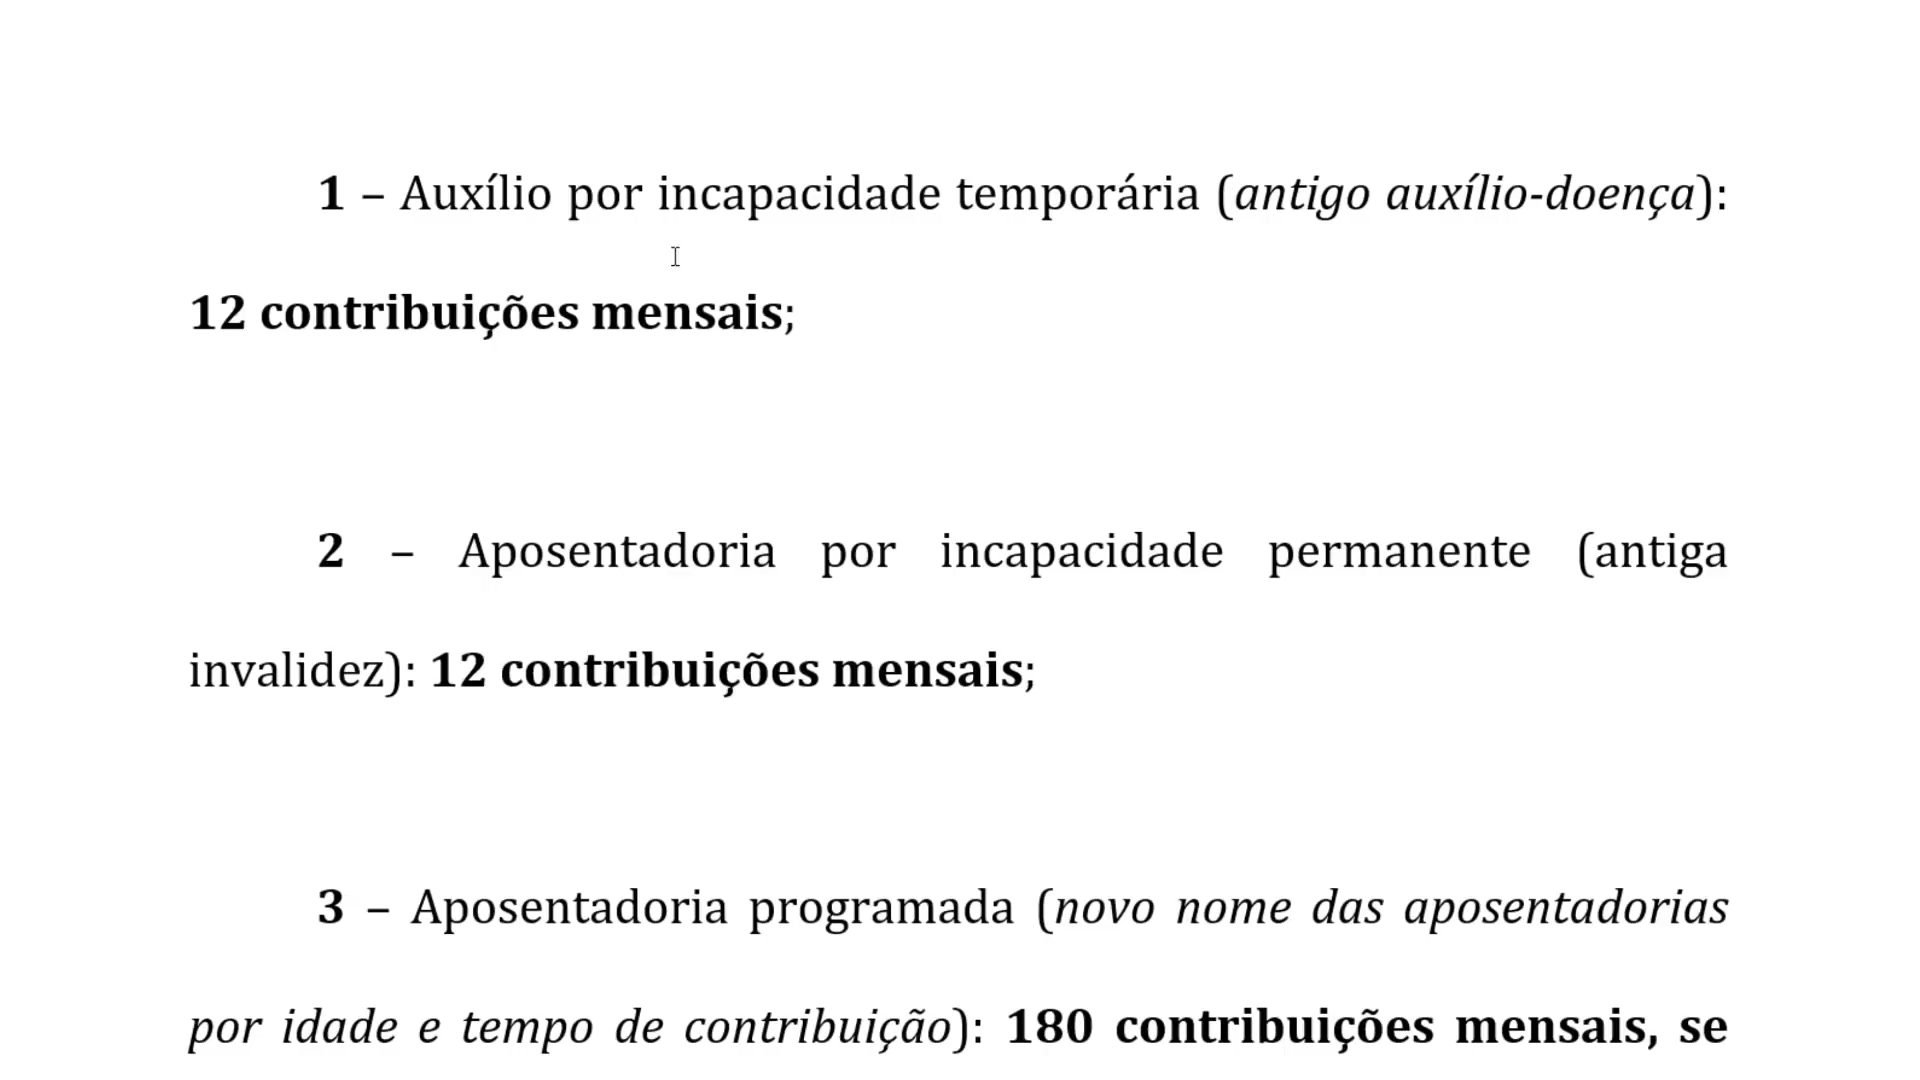 1 – Auxílio por incapacidade temporária (antigo auxílio-doença):
12 contribuições mensais;
2 – Aposentadoria por incapacidade permanente (antiga
invalidez): 12 contribuições mensais;
3 – Aposentadoria programada (novo nome das aposentadorias
por idade e tempo de contribuição): 180 contribuições mensais, se